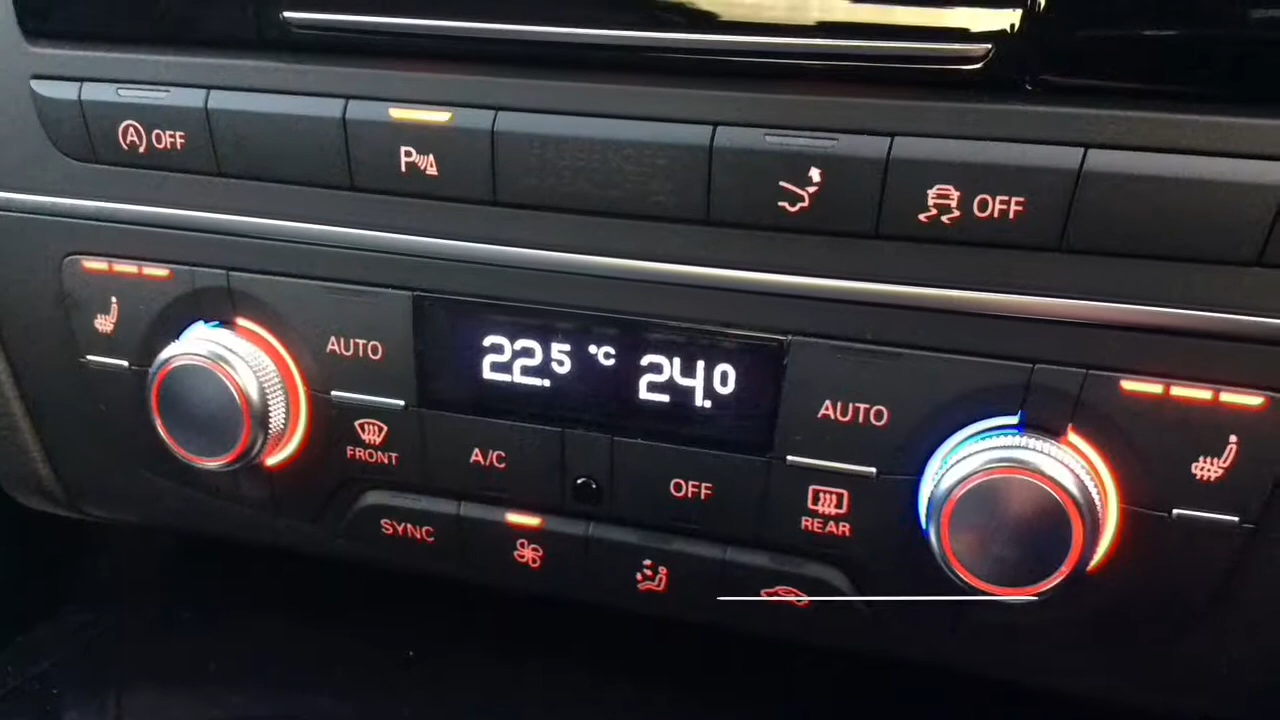 A OFF
P
OFF
AUTO
22.5 °C 24.0
AUTO
FRONT
A/C
OFF
REAR
SYNC